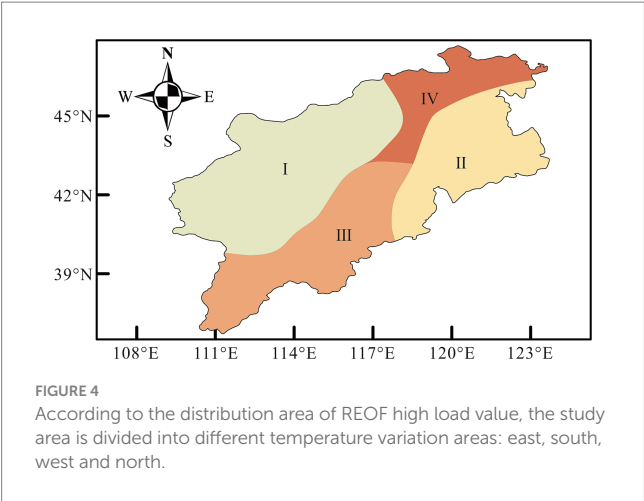 N
W E
S
45°N
42°N
39°N
IV
I
II
III
108°E 111°E 114°E 117°E 120°E 123°E
FIGURE 4
According to the distribution area of REOF high load value, the study
area is divided into different temperature variation areas: east, south,
west and north.